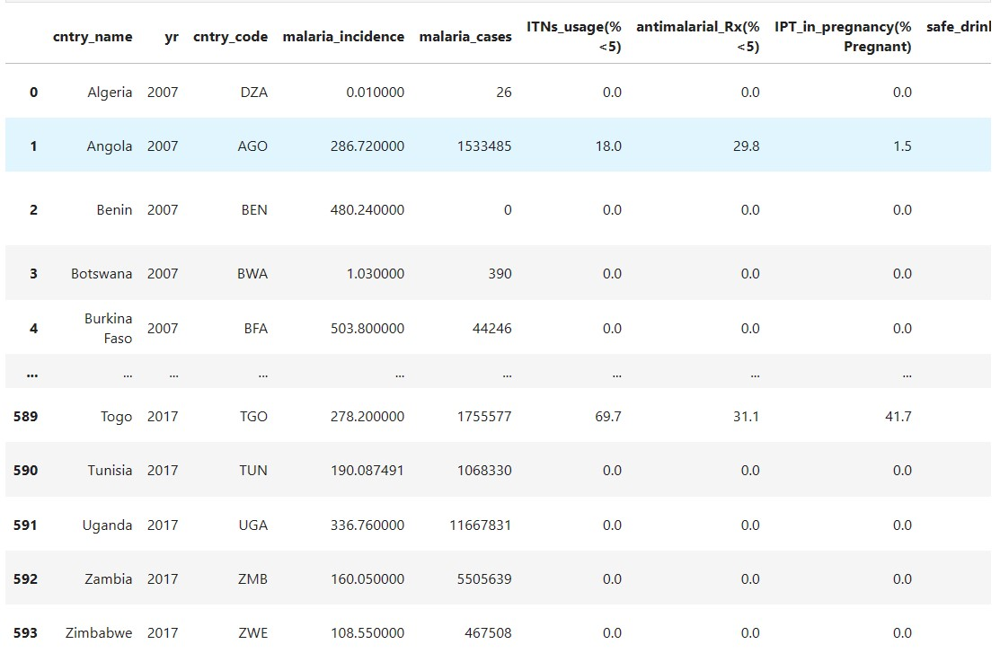 cntry_name yr cntry_code malaria_incidence malaria_cases ITNs_usage(% <5) antimalarial_Rx(% <5) IPT_in_pregnancy(% Pregnant) safe_drinl
0 Algeria 2007 DZA 0.010000 26 0.0 0.0 0.0
1 Angola 2007 AGO 286.720000 1533485 18.0 29.8 1.5
2 Benin 2007 BEN 480.240000 0 0.0 0.0 0.0
3 Botswana 2007 BWA 1.030000 390 0.0 0.0 0.0
4 Burkina Faso 2007 BFA 503.800000 44246 0.0 0.0 0.0
... ... ... ... ... ... ... ... ...
589 Togo 2017 TGO 278.200000 1755577 69.7 31.1 41.7
590 Tunisia 2017 TUN 190.087491 1068330 0.0 0.0 0.0
591 Uganda 2017 UGA 336.760000 11667831 0.0 0.0 0.0
592 Zambia 2017 ZMB 160.050000 5505639 0.0 0.0 0.0
593 Zimbabwe 2017 ZWE 108.550000 467508 0.0 0.0 0.0